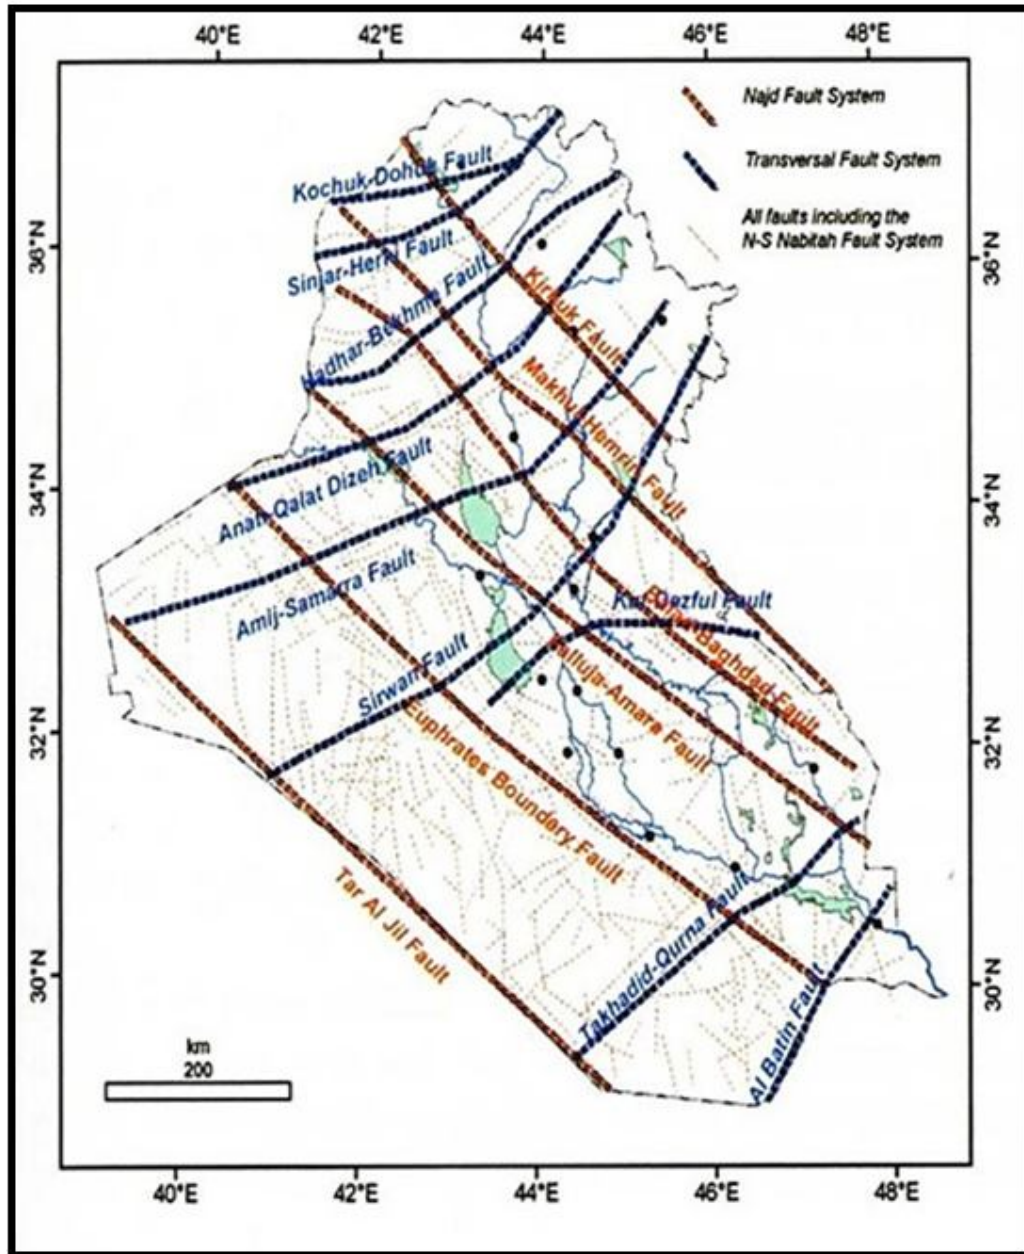 40°E 42°E 44°E 46°E 48°E
Najd Fault System
Transversal Fault System
All faults including the
N-S Nabitah Fault System
36°N
36°N
34°N
34°N
32°N
32°N
30°N
30°N
Kochuk-Dohuk Fault
Sinjar-Herki Fault
Hadhar-Bekhme Fault
Kirkuk Fault
Makhul-Hemrin Fault
Anah-Qalat Dizeh Fault
Amij-Samarra Fault
Dezful Fault
Baghdad Fault
Sirwan Fault
Falluja-Amara Fault
Euphrates Boundary Fault
Tar Al Jil Fault
Takhadid-Qurna Fault
Al Batin Fault
km
200
40°E 42°E 44°E 46°E 48°E